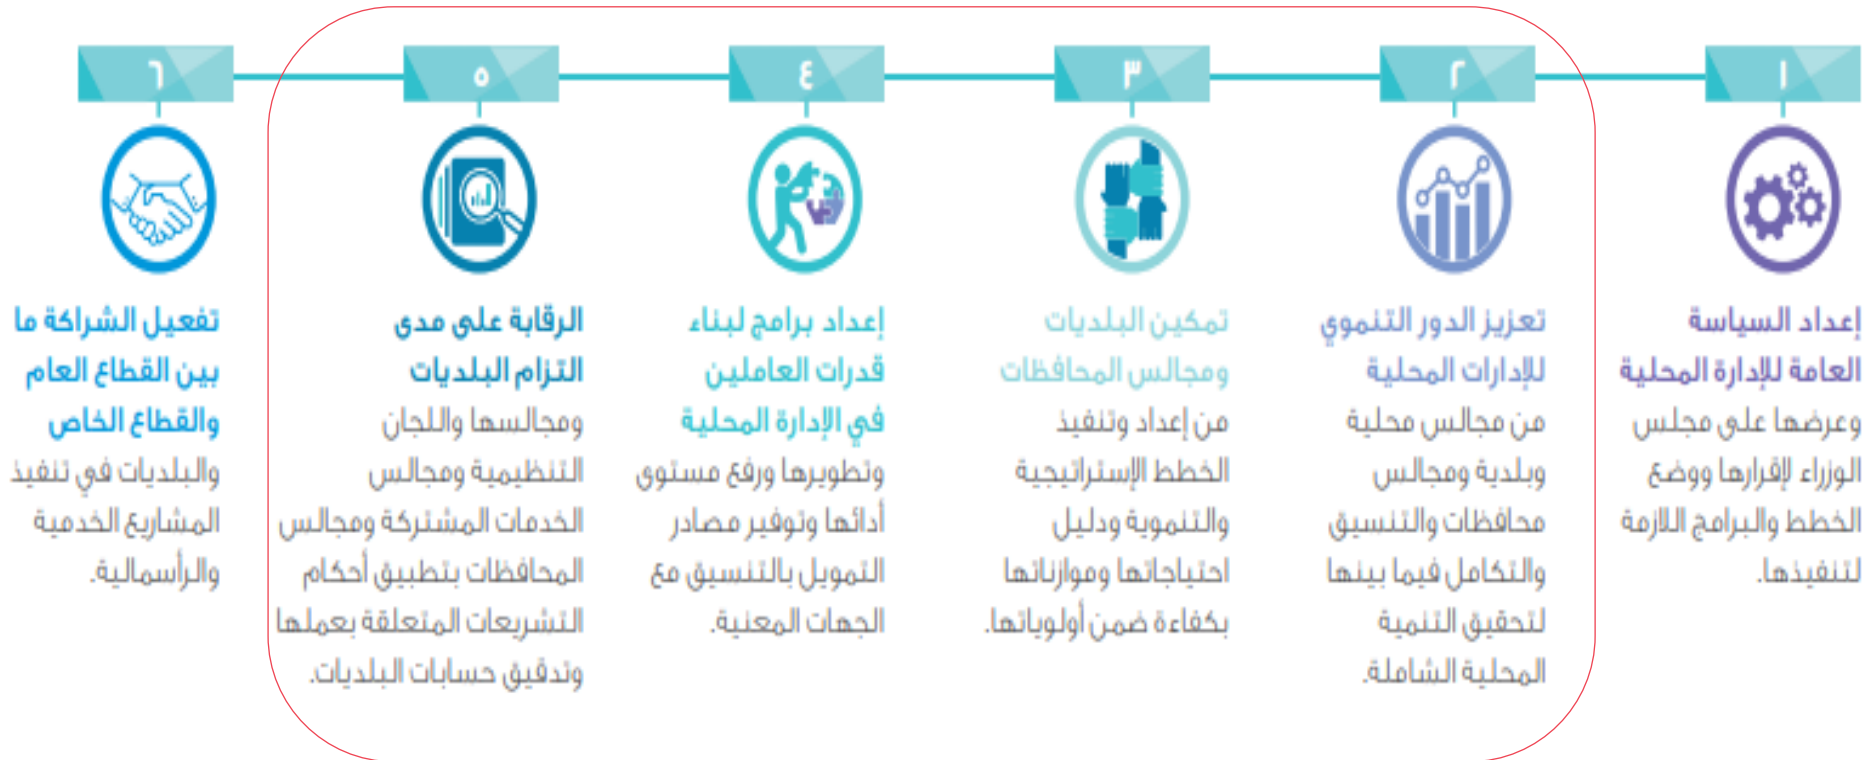 ١
إعداد السياسة
العامة للإدارة المحلية
وعرضها على مجلس
الوزراء لإقرارها ووضع
الخطط والبرامج اللازمة
لتنفيذها.
٢
تعزيز الدور التنموي
للإدارات المحلية
من مجالس محلية
وبلدية ومجالس
محافظات والتنسيق
والتكامل فيما بينها
لتحقيق التنمية
المحلية الشاملة.
٣
تمكين البلديات
ومجالس المحافظات
من إعداد وتنفيذ
الخطط الإستراتيجية
والتنموية ودليل
احتياجاتها وموازناتها
بكفاءة ضمن أولوياتها.
٤
إعداد برامج لبناء
قدرات العاملين
في الإدارة المحلية
وتطويرها ورفع مستوى
أدائها وتوفير مصادر
التمويل بالتنسيق مع
الجهات المعنية.
٥
الرقابة على مدى
التزام البلديات
ومجالسها واللجان
التنظيمية ومجالس
الخدمات المشتركة ومجالس
المحافظات بتطبيق أحكام
التشريعات المتعلقة بعملها
وتدقيق حسابات البلديات.
٦
تفعيل الشراكة ما
بين القطاع العام
والقطاع الخاص
والبلديات في تنفيذ
المشاريع الخدمية
والرأسمالية.